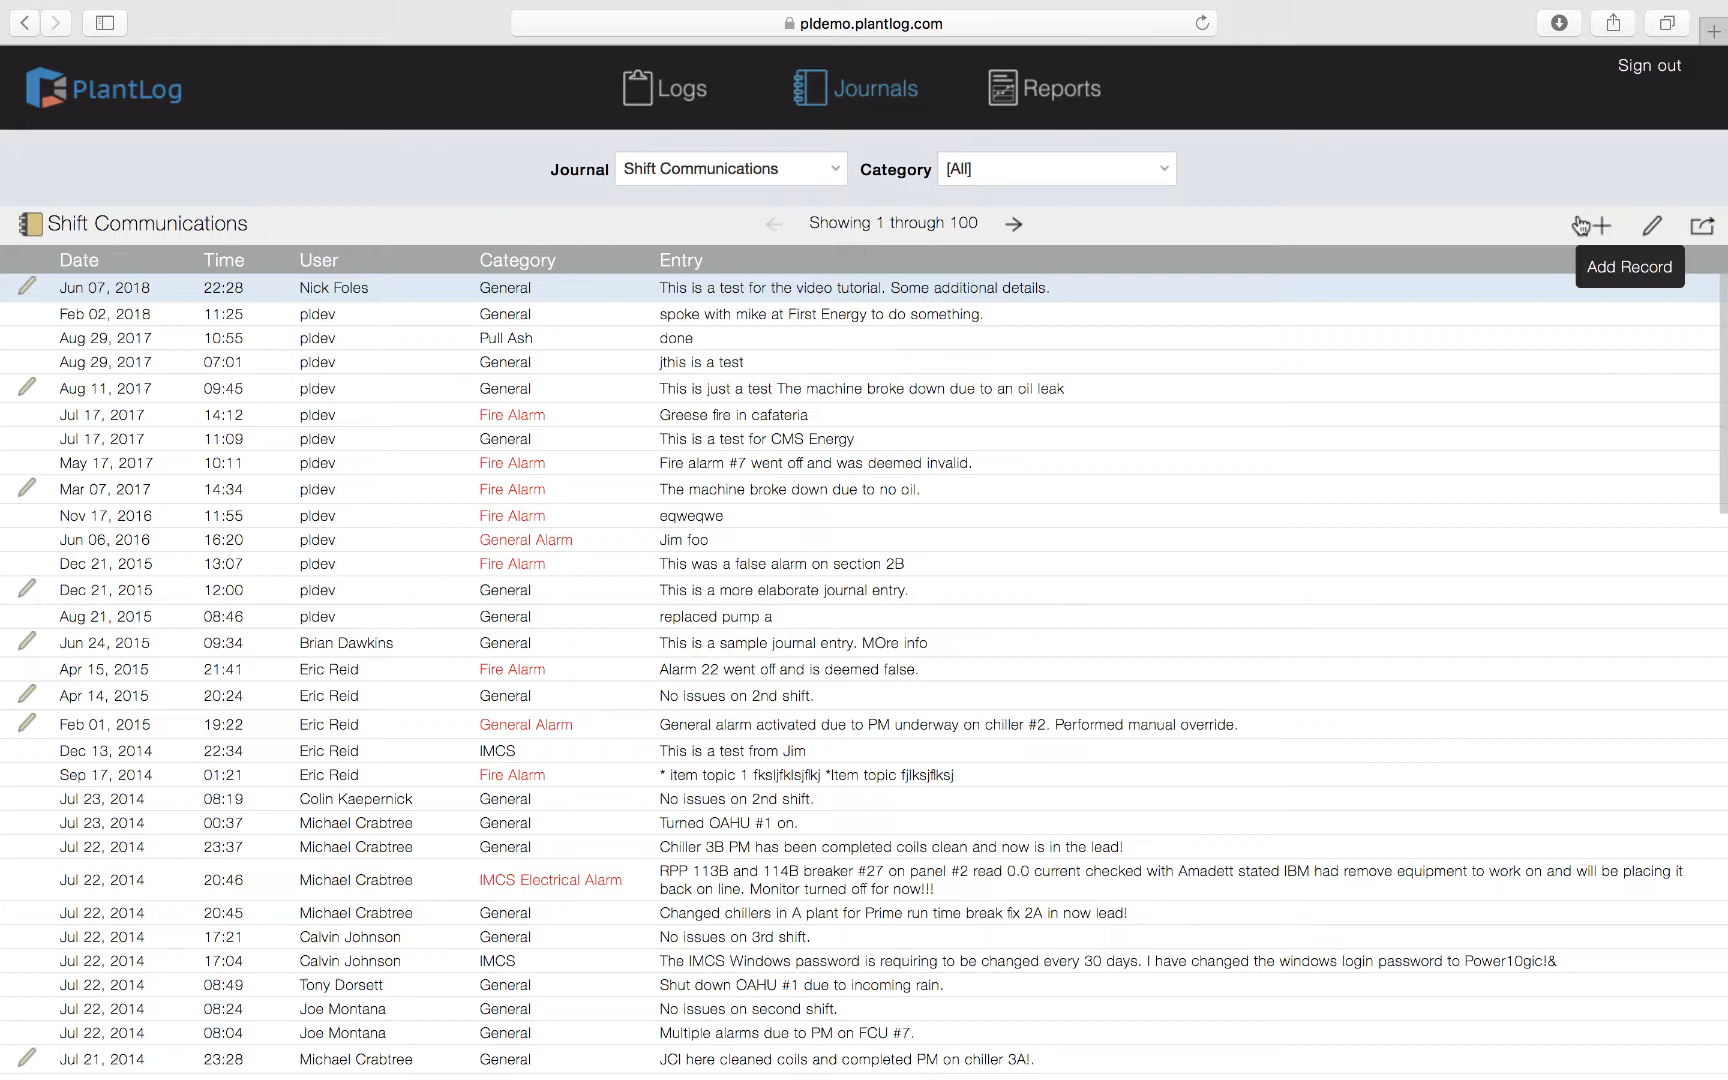 pldemo.plantlog.com
Sign out
PlantLog
Logs
Journals
Reports
Journal Shift Communications Category [All]
Shift Communications
Showing 1 through 100
Add Record
Date Time User Category Entry
Jun 07, 2018 22:28 Nick Foles General This is a test for the video tutorial. Some additional details.
Feb 02, 2018 11:25 pldev General spoke with mike at First Energy to do something.
Aug 29, 2017 10:55 pldev Pull Ash done
Aug 29, 2017 07:01 pldev General jthis is a test
Aug 11, 2017 09:45 pldev General This is just a test The machine broke down due to an oil leak
Jul 17, 2017 14:12 pldev Fire Alarm Greese fire in cafateria
Jul 17, 2017 11:09 pldev General This is a test for CMS Energy
May 17, 2017 10:11 pldev Fire Alarm Fire alarm #7 went off and was deemed invalid.
Mar 07, 2017 14:34 pldev Fire Alarm The machine broke down due to no oil.
Nov 17, 2016 11:55 pldev Fire Alarm eqweqwe
Jun 06, 2016 16:20 pldev General Alarm Jim foo
Dec 21, 2015 13:07 pldev Fire Alarm This was a false alarm on section 2B
Dec 21, 2015 12:00 pldev General This is a more elaborate journal entry.
Aug 21, 2015 08:46 pldev General replaced pump a
Jun 24, 2015 09:34 Brian Dawkins General This is a sample journal entry. MOre info
Apr 15, 2015 21:41 Eric Reid Fire Alarm Alarm 22 went off and is deemed false.
Apr 14, 2015 20:24 Eric Reid General No issues on 2nd shift.
Feb 01, 2015 19:22 Eric Reid General Alarm General alarm activated due to PM underway on chiller #2. Performed manual override.
Dec 13, 2014 22:34 Eric Reid IMCS This is a test from Jim
Sep 17, 2014 01:21 Eric Reid Fire Alarm * item topic 1 fksljfklsjflkj *Item topic fjlksjflksj
Jul 23, 2014 08:19 Colin Kaepernick General No issues on 2nd shift.
Jul 23, 2014 00:37 Michael Crabtree General Turned OAHU #1 on.
Jul 22, 2014 23:37 Michael Crabtree General Chiller 3B PM has been completed coils clean and now is in the lead!
Jul 22, 2014 20:46 Michael Crabtree IMCS Electrical Alarm RPP 113B and 114B breaker #27 on panel #2 read 0.0 current checked with Amadett stated IBM had remove equipment to work on and will be placing it
back on line. Monitor turned off for now!!!
Jul 22, 2014 20:45 Michael Crabtree General Changed chillers in A plant for Prime run time break fix 2A in now lead!
Jul 22, 2014 17:21 Calvin Johnson General No issues on 3rd shift.
Jul 22, 2014 17:04 Calvin Johnson IMCS The IMCS Windows password is requiring to be changed every 30 days. I have changed the windows login password to Power10gic!&
Jul 22, 2014 08:49 Tony Dorsett General Shut down OAHU #1 due to incoming rain.
Jul 22, 2014 08:24 Joe Montana General No issues on second shift.
Jul 22, 2014 08:04 Joe Montana General Multiple alarms due to PM on FCU #7.
Jul 21, 2014 23:28 Michael Crabtree General JCI here cleaned coils and completed PM on chiller 3A!.